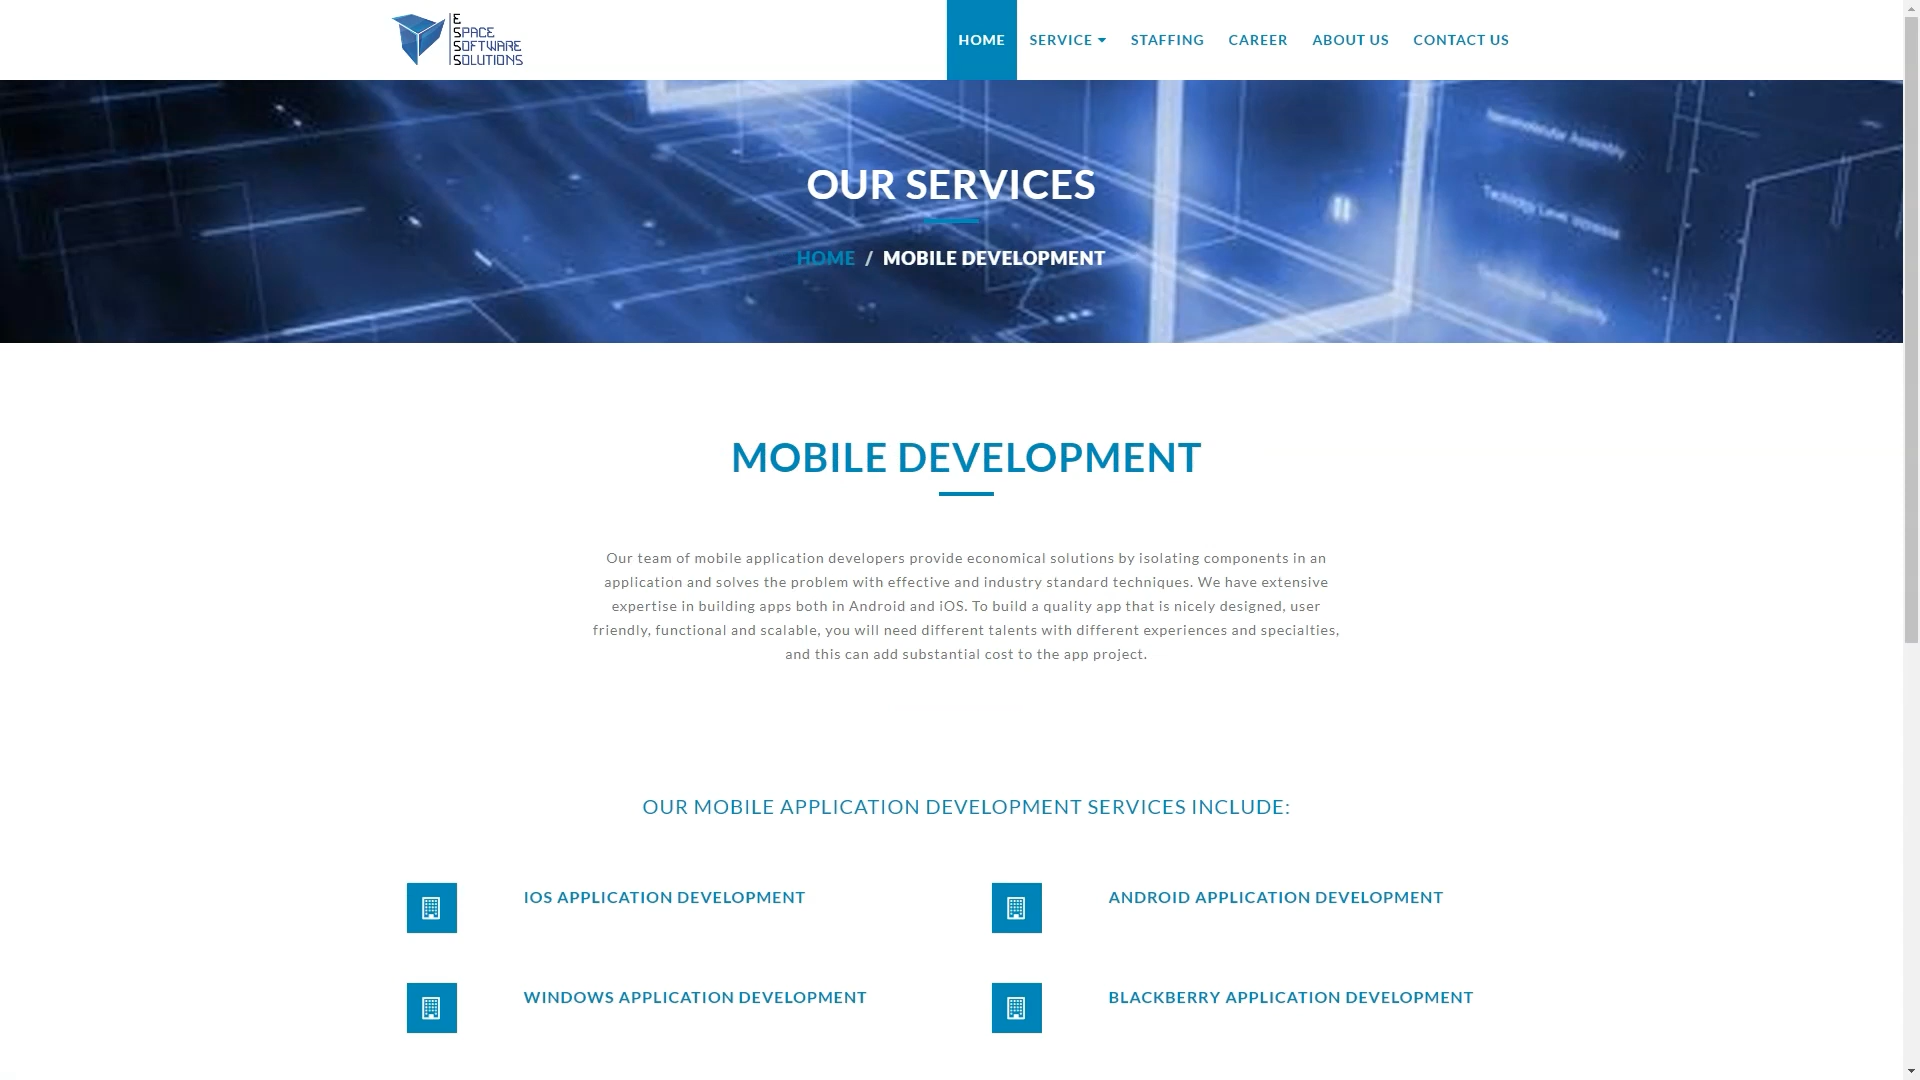 E
SPACE
SOFTWARE
SOLUTIONS
HOME SERVICE STAFFING CAREER ABOUT US CONTACT US
OUR SERVICES
HOME / MOBILE DEVELOPMENT
MOBILE DEVELOPMENT
Our team of mobile application developers provide economical solutions by isolating components in an
application and solves the problem with effective and industry standard techniques. We have extensive
expertise in building apps both in Android and iOS. To build a quality app that is nicely designed, user
friendly, functional and scalable, you will need different talents with different experiences and specialties,
and this can add substantial cost to the app project.
OUR MOBILE APPLICATION DEVELOPMENT SERVICES INCLUDE:
IOS APPLICATION DEVELOPMENT
ANDROID APPLICATION DEVELOPMENT
WINDOWS APPLICATION DEVELOPMENT
BLACKBERRY APPLICATION DEVELOPMENT